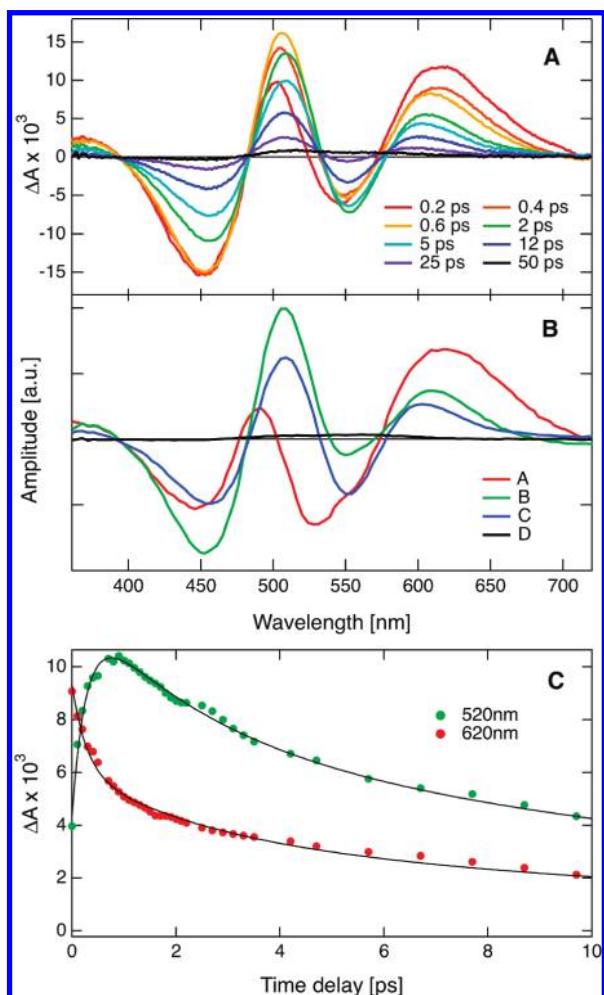 A
15
10
5
0
-5
-10
-15
ΔA x 10³
0.2 ps 0.4 ps
0.6 ps 2 ps
5 ps 12 ps
25 ps 50 ps
B
Amplitude [a.u.]
A
B
C
D
400 450 500 550 600 650 700
Wavelength [nm]
C
10
8
6
4
2
0
ΔA x 10³
520nm
620nm
0 2 4 6 8 10
Time delay [ps]